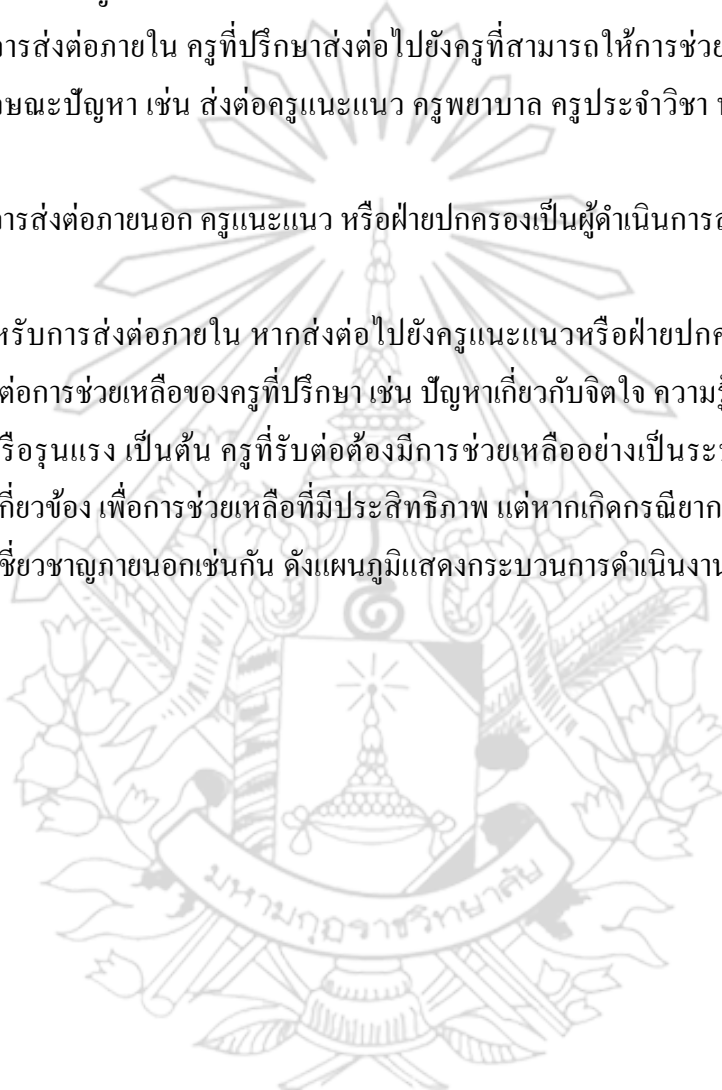 ารส่งต่อภายใน ครูที่ปรึกษาส่งต่อไปยังครูที่สามารถให้การช่วย
ษณะปัญหา เช่น ส่งต่อครูแนะแนว ครูพยาบาล ครูประจำวิชา
ารส่งต่อภายนอก ครูแนะแนว หรือฝ่ายปกครองเป็นผู้ดำเนินการส
หรับการส่งต่อภายใน หากส่งต่อไปยังครูแนะแนวหรือฝ่ายปกค
ต่อการช่วยเหลือของครูที่ปรึกษา เช่น ปัญหาเกี่ยวกับจิตใจ ความรู้
รือรุนแรง เป็นต้น ครูที่รับต่อต้องมีการช่วยเหลืออย่างเป็นระบ
กี่ยวข้อง เพื่อการช่วยเหลือที่มีประสิทธิภาพ แต่หากเกิดกรณียาก
ชี่ยวชาญภายนอกเช่นกัน ดังแผนภูมิแสดงกระบวนการดำเนินงาน
มหามกุฏราชวิทยาลัย